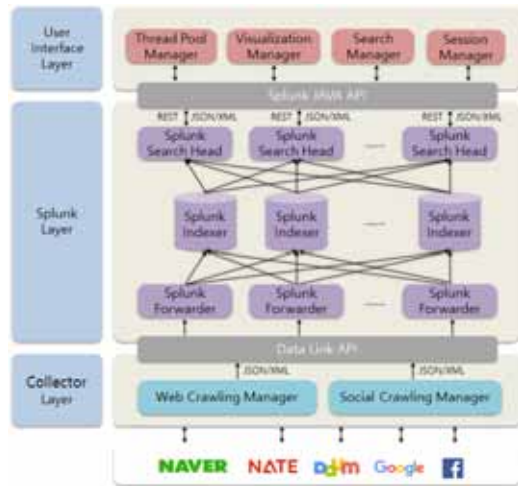 User
Interface
Layer
Thread Pool
Manager
Visualization
Manager
Search
Manager
Session
Manager
Splunk JAVA API
REST JSON/XML
REST JSON/XML
REST JSON/XML
Splunk
Layer
Splunk
Search Head
Splunk
Search Head
......
Splunk
Search Head
Splunk
Indexer
Splunk
Indexer
......
Splunk
Indexer
Splunk
Forwarder
Splunk
Forwarder
......
Splunk
Forwarder
Data Link API
JSON/XML
JSON/XML
Collector
Layer
Web Crawling Manager
Social Crawling Manager
NAVER
NATE
Daum
Google
f